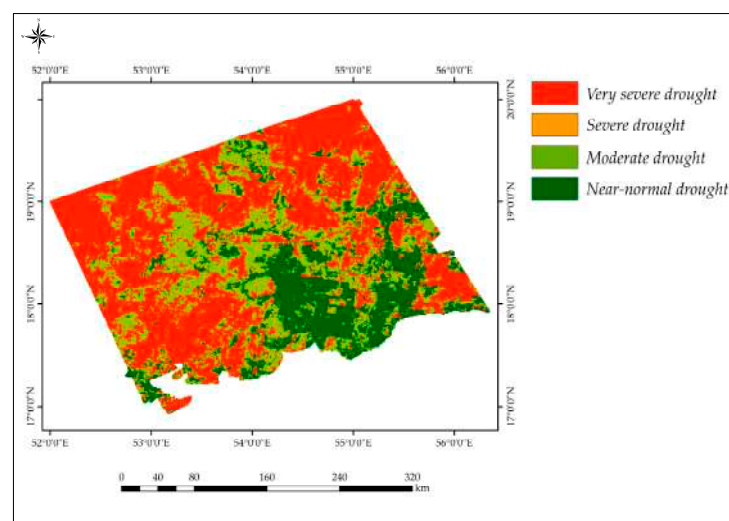 52°0'0"E 53°0'0"E 54°0'0"E 55°0'0"E 56°0'0"E
20°0'0"N
19°0'0"N 19°0'0"N
18°0'0"N 18°0'0"N
17°0'0"N 17°0'0"N
52°0'0"E 53°0'0"E 54°0'0"E 55°0'0"E 56°0'0"E
Very severe drought
Severe drought
Moderate drought
Near-normal drought
0 40 80 160 240 320
km